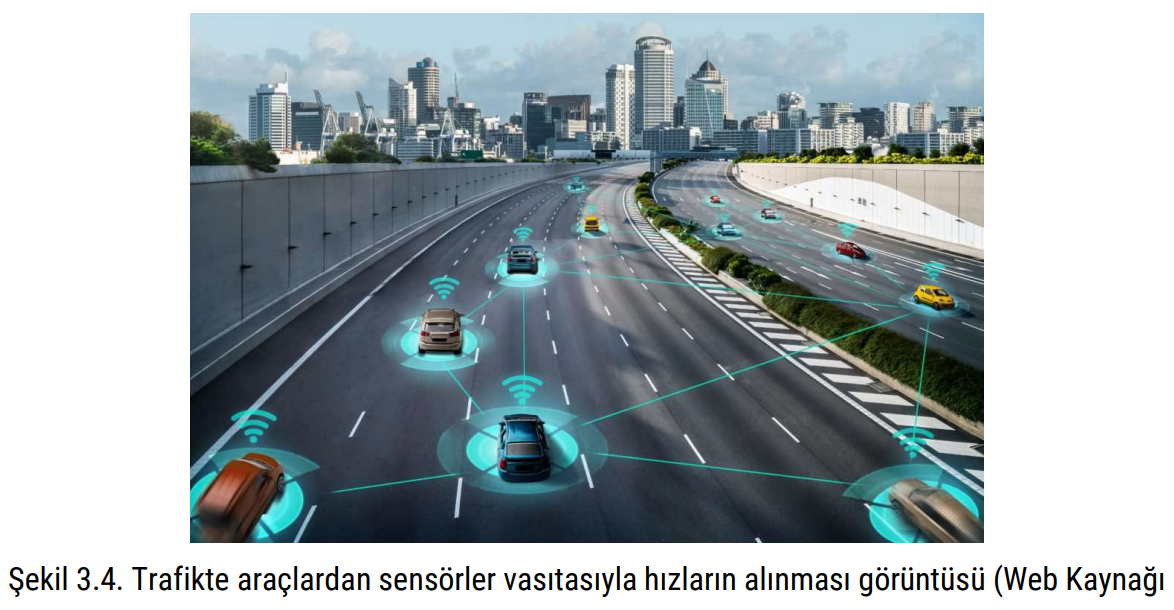 Şekil 3.4. Trafikte araçlardan sensörler vasıtasıyla hızların alınması görüntüsü (Web Kaynağı